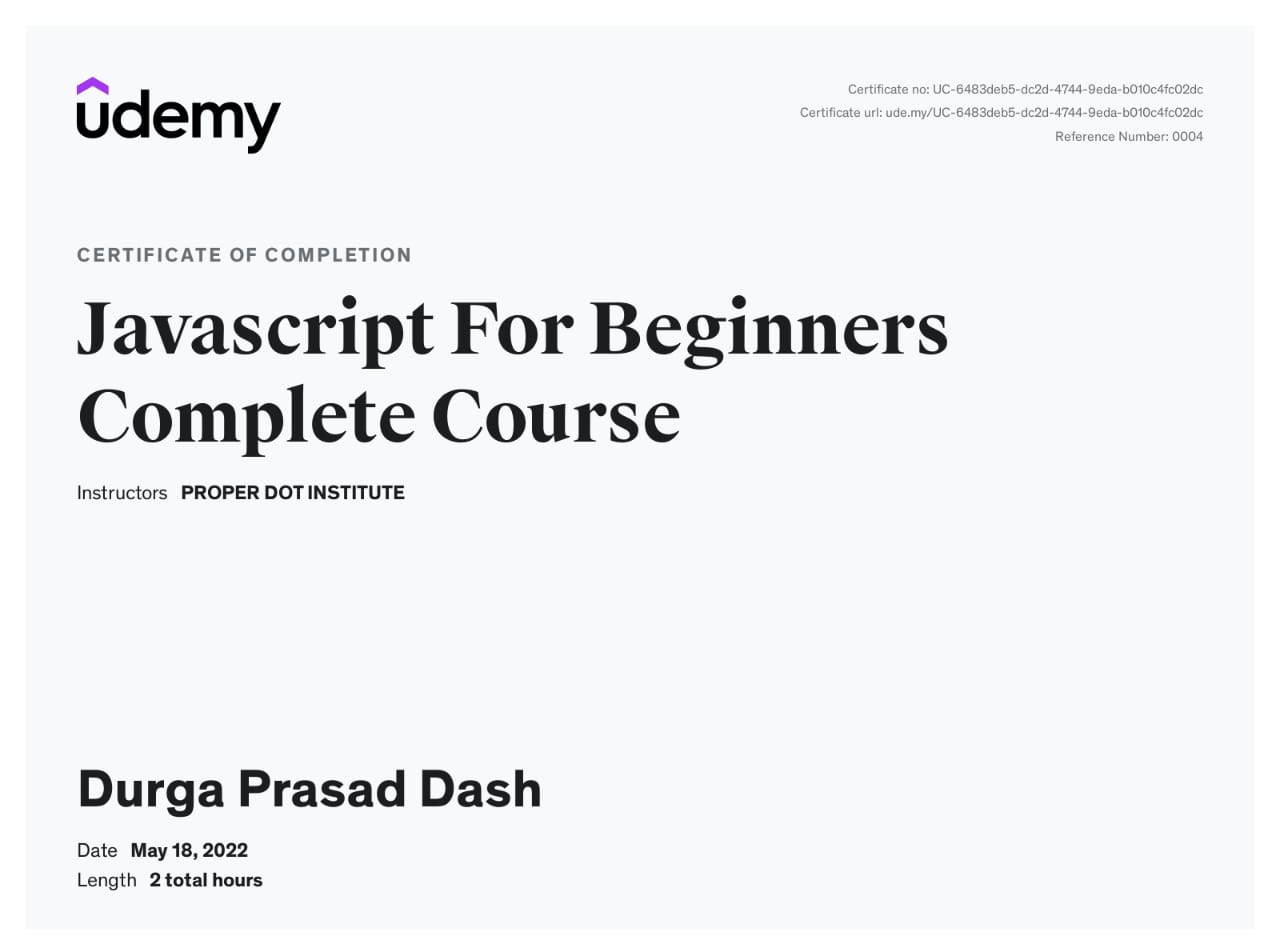 udemy
Certificate no: UC-6483deb5-dc2d-4744-9eda-b010c4fc02dc
Certificate url: ude.my/UC-6483deb5-dc2d-4744-9eda-b010c4fc02dc
Reference Number: 0004
CERTIFICATE OF COMPLETION
Javascript For Beginners
Complete Course
Instructors PROPER DOT INSTITUTE
Durga Prasad Dash
Date May 18, 2022
Length 2 total hours